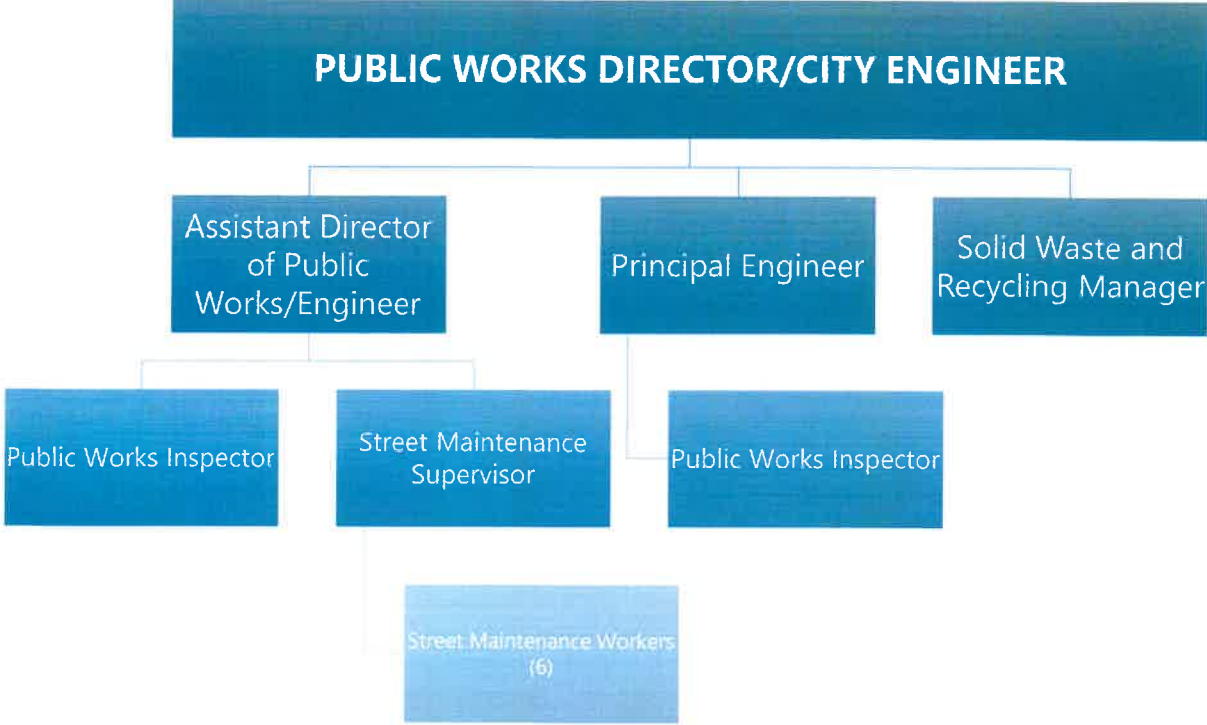 PUBLIC WORKS DIRECTOR/CITY ENGINEER
Assistant Director
of Public
Works/Engineer
Principal Engineer
Solid Waste and
Recycling Manager
Public Works Inspector
Street Maintenance
Supervisor
Public Works Inspector
Street Maintenance Workers
(6)